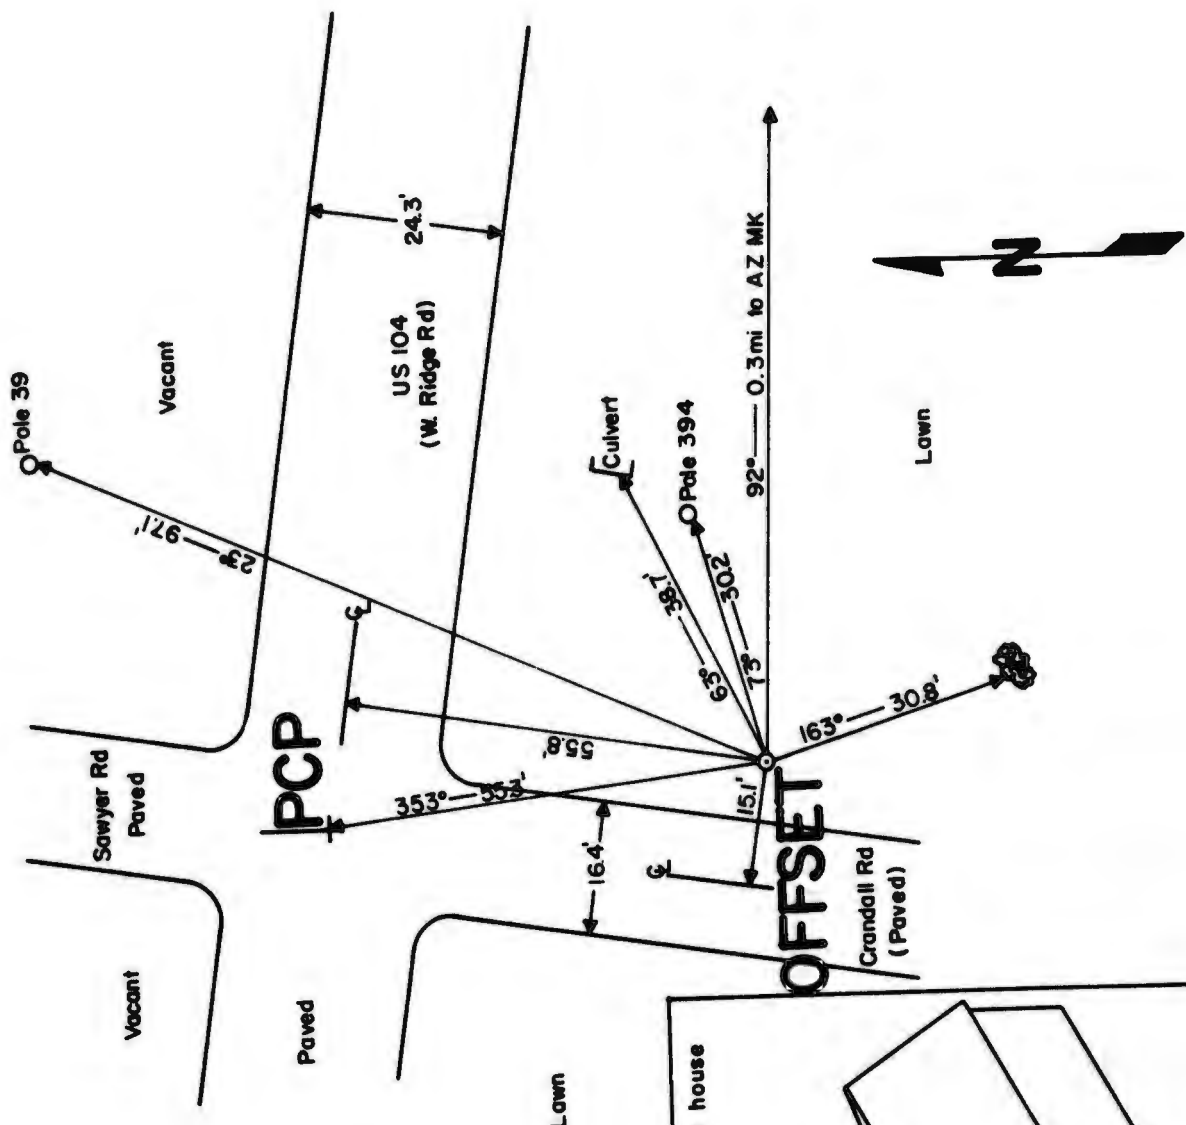 Pole 39
Vacant
24.3'
US 104
(W. Ridge Rd)
23° — 97.1'
Culvert
Pole 394
92° — 0.3mi to AZ MK
N
Lawn
63° — 38.7'
73° — 30.2'
163° — 30.8'
℄
PCP
55.8'
353° — 55.3'
15.1'
Sawyer Rd
Paved
16.4'
℄
OFFSET
Crandall Rd
(Paved)
Vacant
Paved
Lawn
house